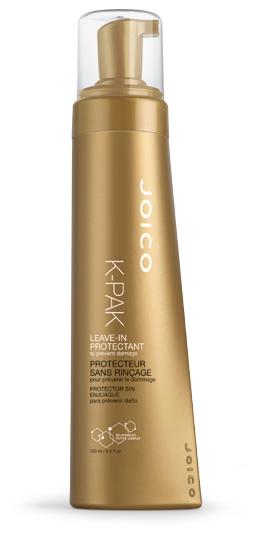 JOICO
K-PAK
LEAVE-IN
PROTECTANT
to prevent damage
PROTECTEUR
SANS RINÇAGE
pour prévenir le dommage
PROTECTOR SIN
ENJUAGUE
para prevenir daño
JOICO